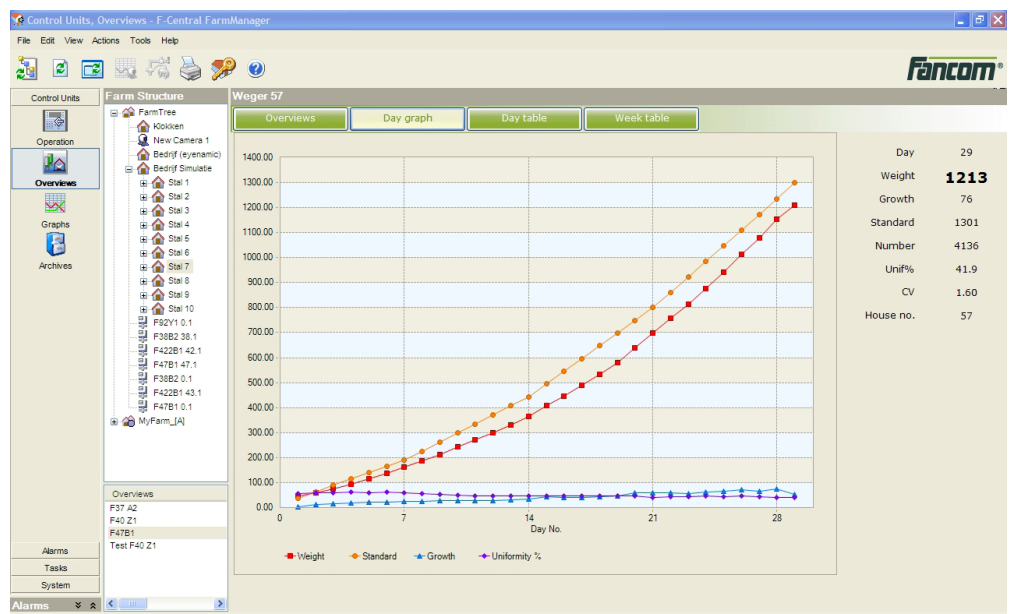 Control Units, Overviews - F-Central FarmManager
File Edit View Actions Tools Help
Fancom®
Control Units
Operation
Overviews
Graphs
Archives
Alarms
Tasks
System
Alarms
Farm Structure
FarmTree
Klokken
New Camera 1
Bedrijf (eyenamic)
Bedrijf Simulatie
Stal 1
Stal 2
Stal 3
Stal 4
Stal 5
Stal 6
Stal 7
Stal 8
Stal 9
Stal 10
F92Y1 0.1
F38B2 38.1
F422B1 42.1
F47B1 47.1
F38B2 0.1
F422B1 43.1
F47B1 0.1
MyFarm_[A]
Overviews
F37 A2
F40 Z1
F47B1
Test F40 Z1
Weger 57
Overviews Day graph Day table Week table
1400.00
1300.00
1200.00
1100.00
1000.00
900.00
800.00
700.00
600.00
500.00
400.00
300.00
200.00
100.00
0.00
0 7 14 21 28
Day No.
Weight Standard Growth Uniformity %
Day 29
Weight 1213
Growth 76
Standard 1301
Number 4136
Unif% 41.9
CV 1.60
House no. 57